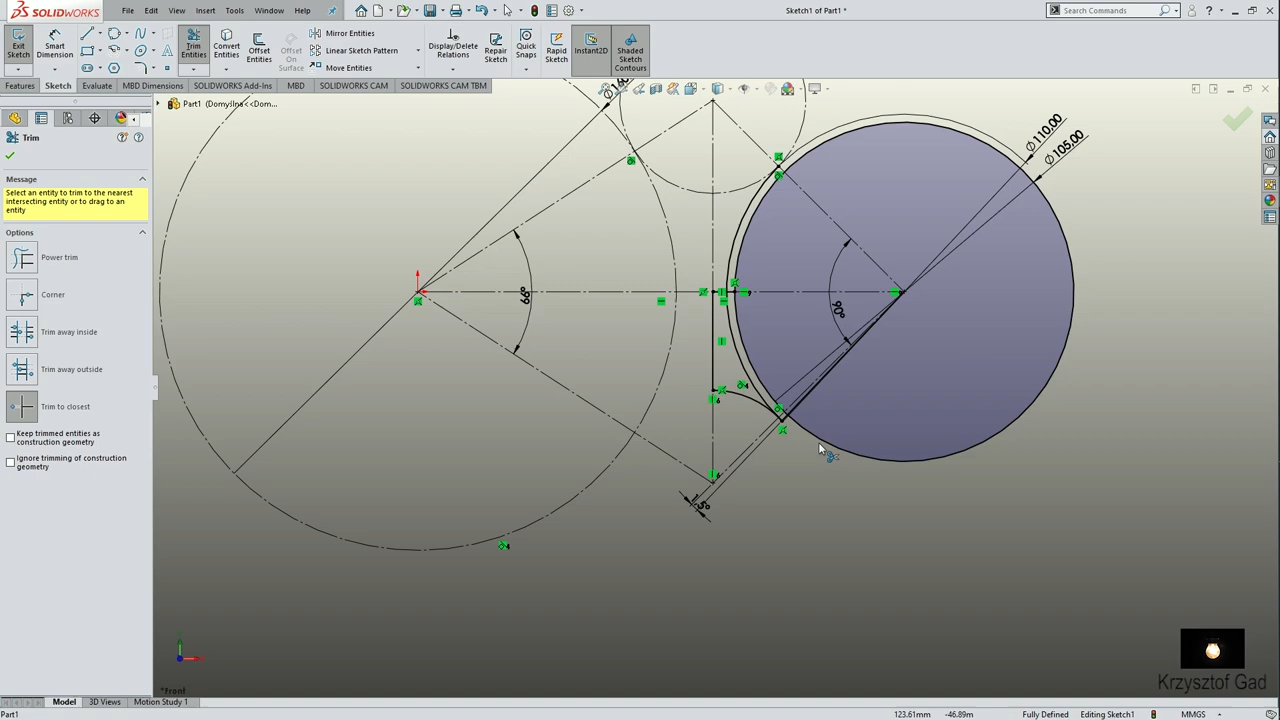 SOLIDWORKS
File
Edit
View
Insert
Tools
Window
Help
Sketch1 of Part1 *
Search Commands
Exit Sketch
Smart Dimension
Trim Entities
Convert Entities
Offset Entities
Offset On Surface
Mirror Entities
Linear Sketch Pattern
Move Entities
Display/Delete Relations
Repair Sketch
Quick Snaps
Rapid Sketch
Instant2D
Shaded Sketch Contours
Features
Sketch
Evaluate
MBD Dimensions
SOLIDWORKS Add-Ins
MBD
SOLIDWORKS CAM
SOLIDWORKS CAM TBM
Part1 (Domyślna<<Dom...
Trim
Message
Select an entity to trim to the nearest
intersecting entity or to drag to an
entity
Options
Power trim
Corner
Trim away inside
Trim away outside
Trim to closest
Keep trimmed entities as
construction geometry
Ignore trimming of construction
geometry
Ø110,00
Ø105,00
66°
90°
1,5°
*Front
Krzysztof Gad
Model
3D Views
Motion Study 1
Part1
123.61mm
-46.89m
Fully Defined
Editing Sketch1
MMGS